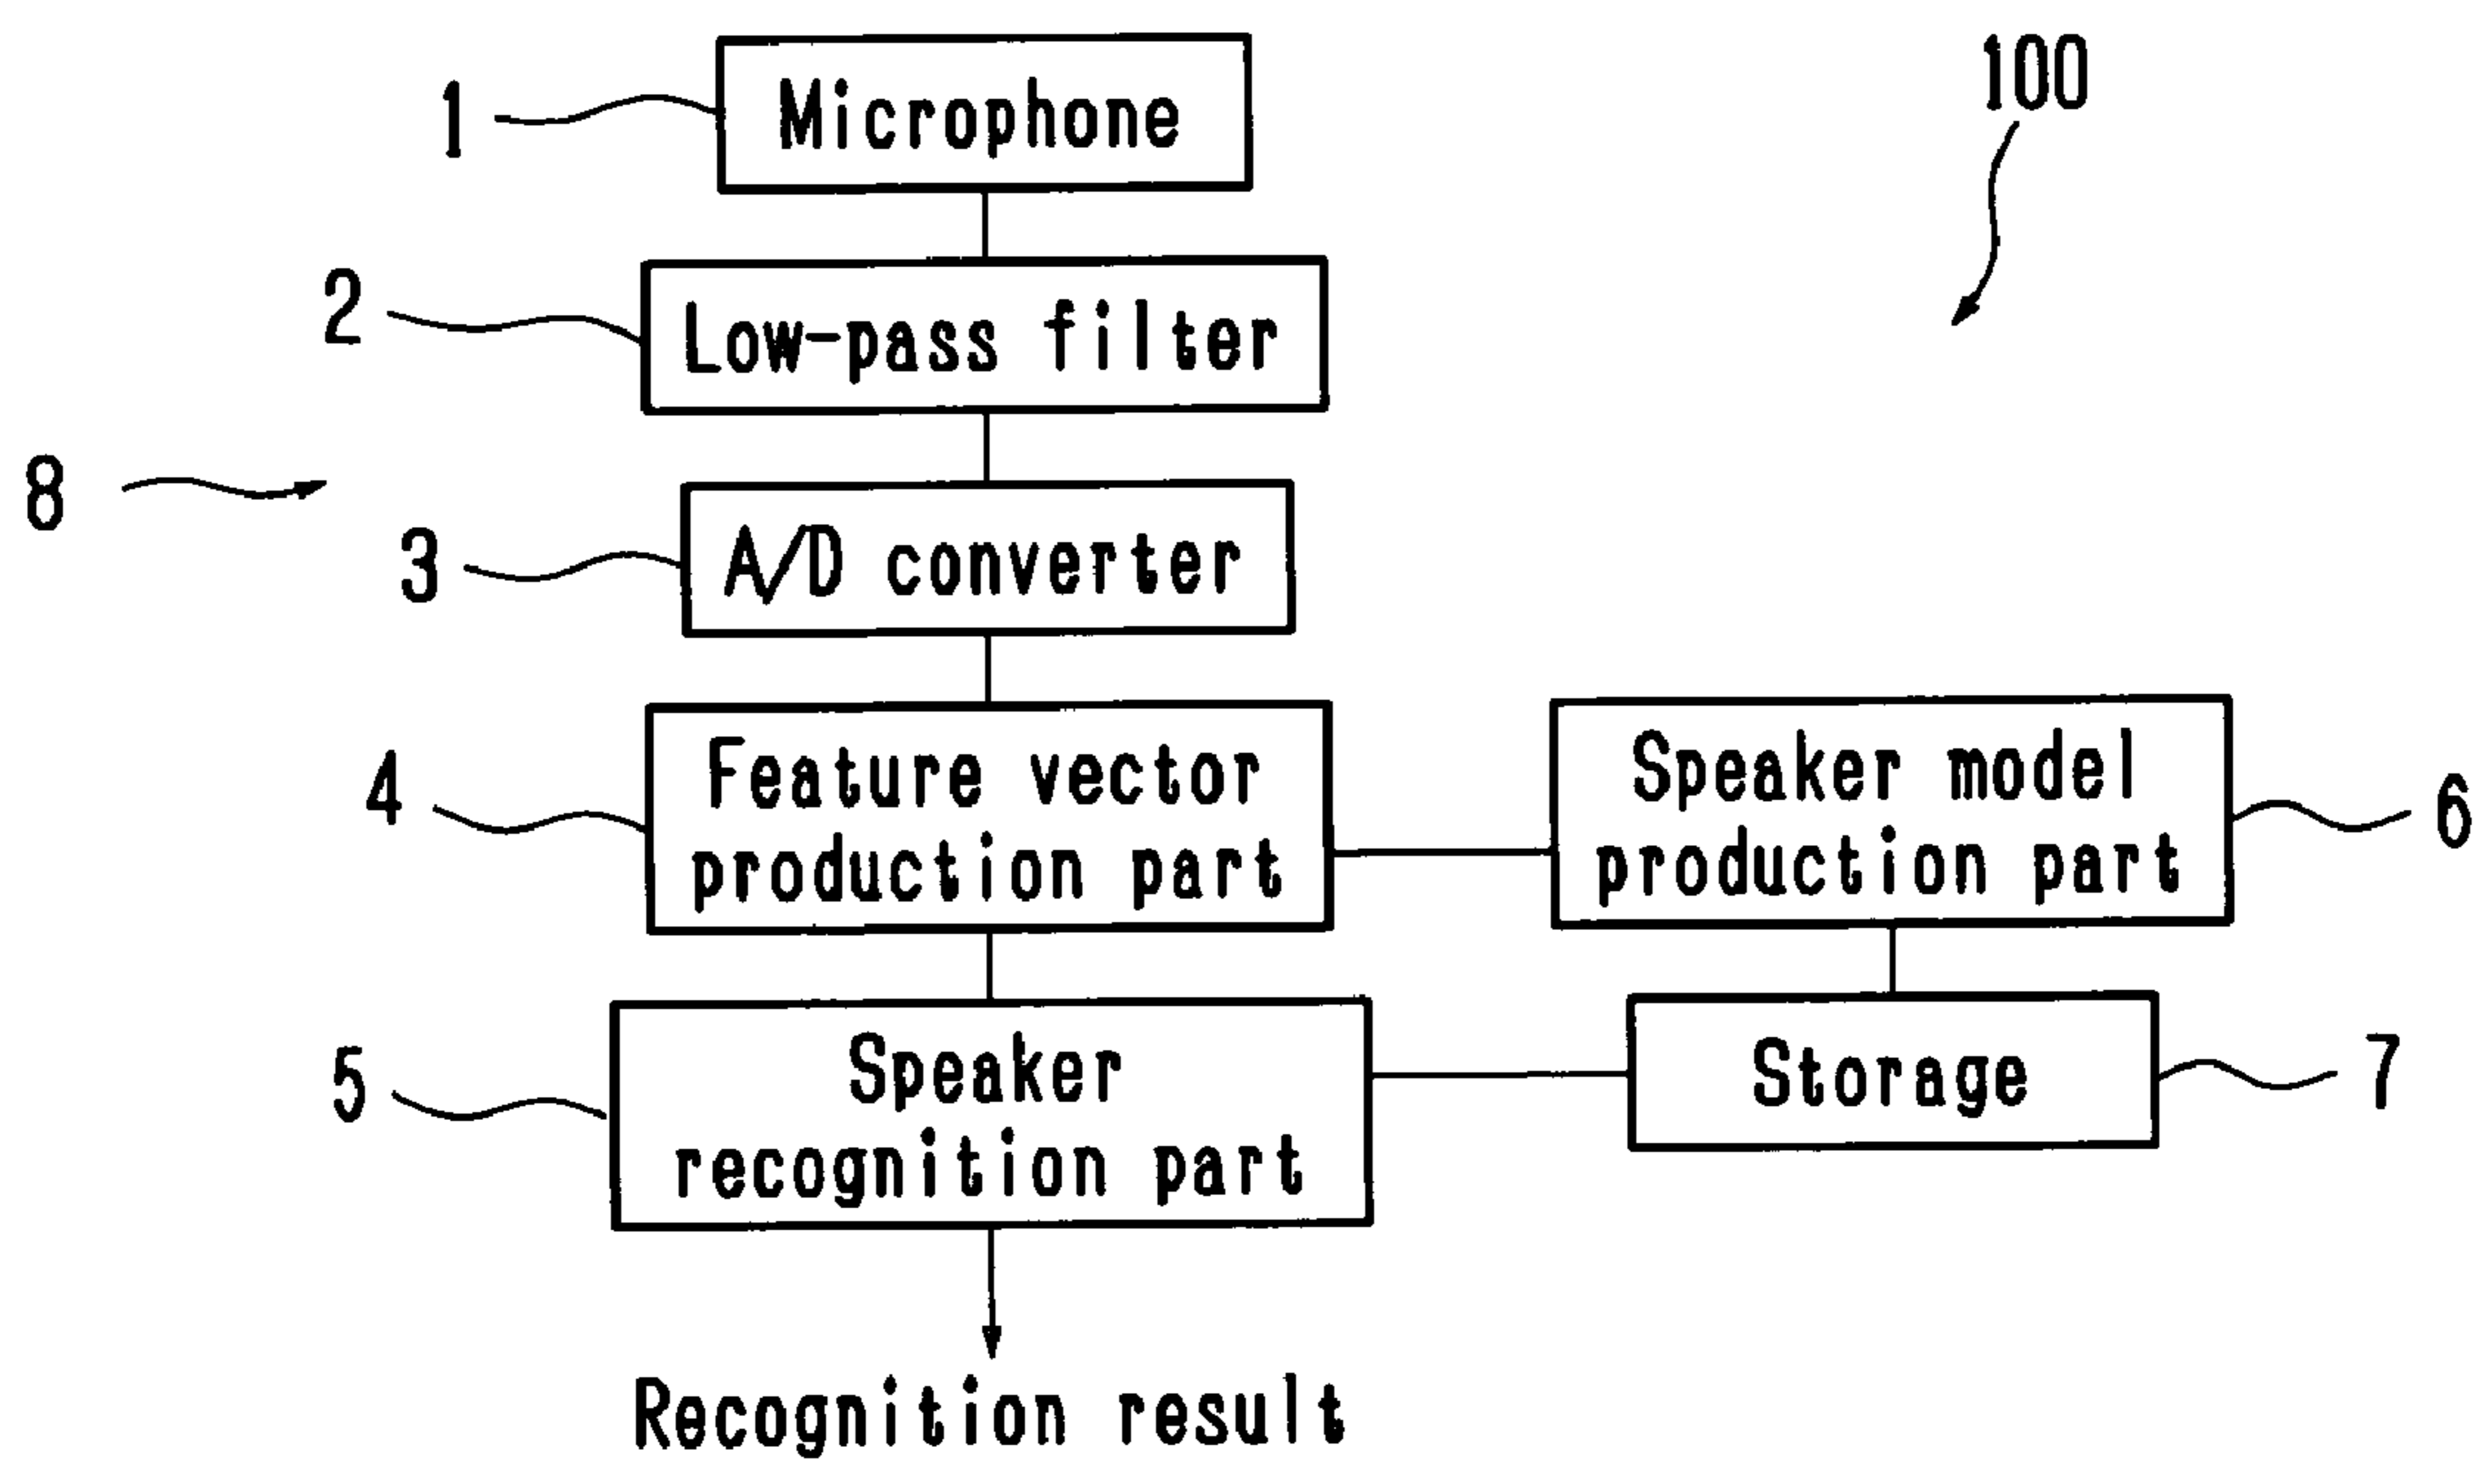 100
1
Microphone
2
Low-pass filter
8
3
A/D converter
4
Feature vector
production part
Speaker model
production part
6
5
Speaker
recognition part
Storage
7
Recognition result